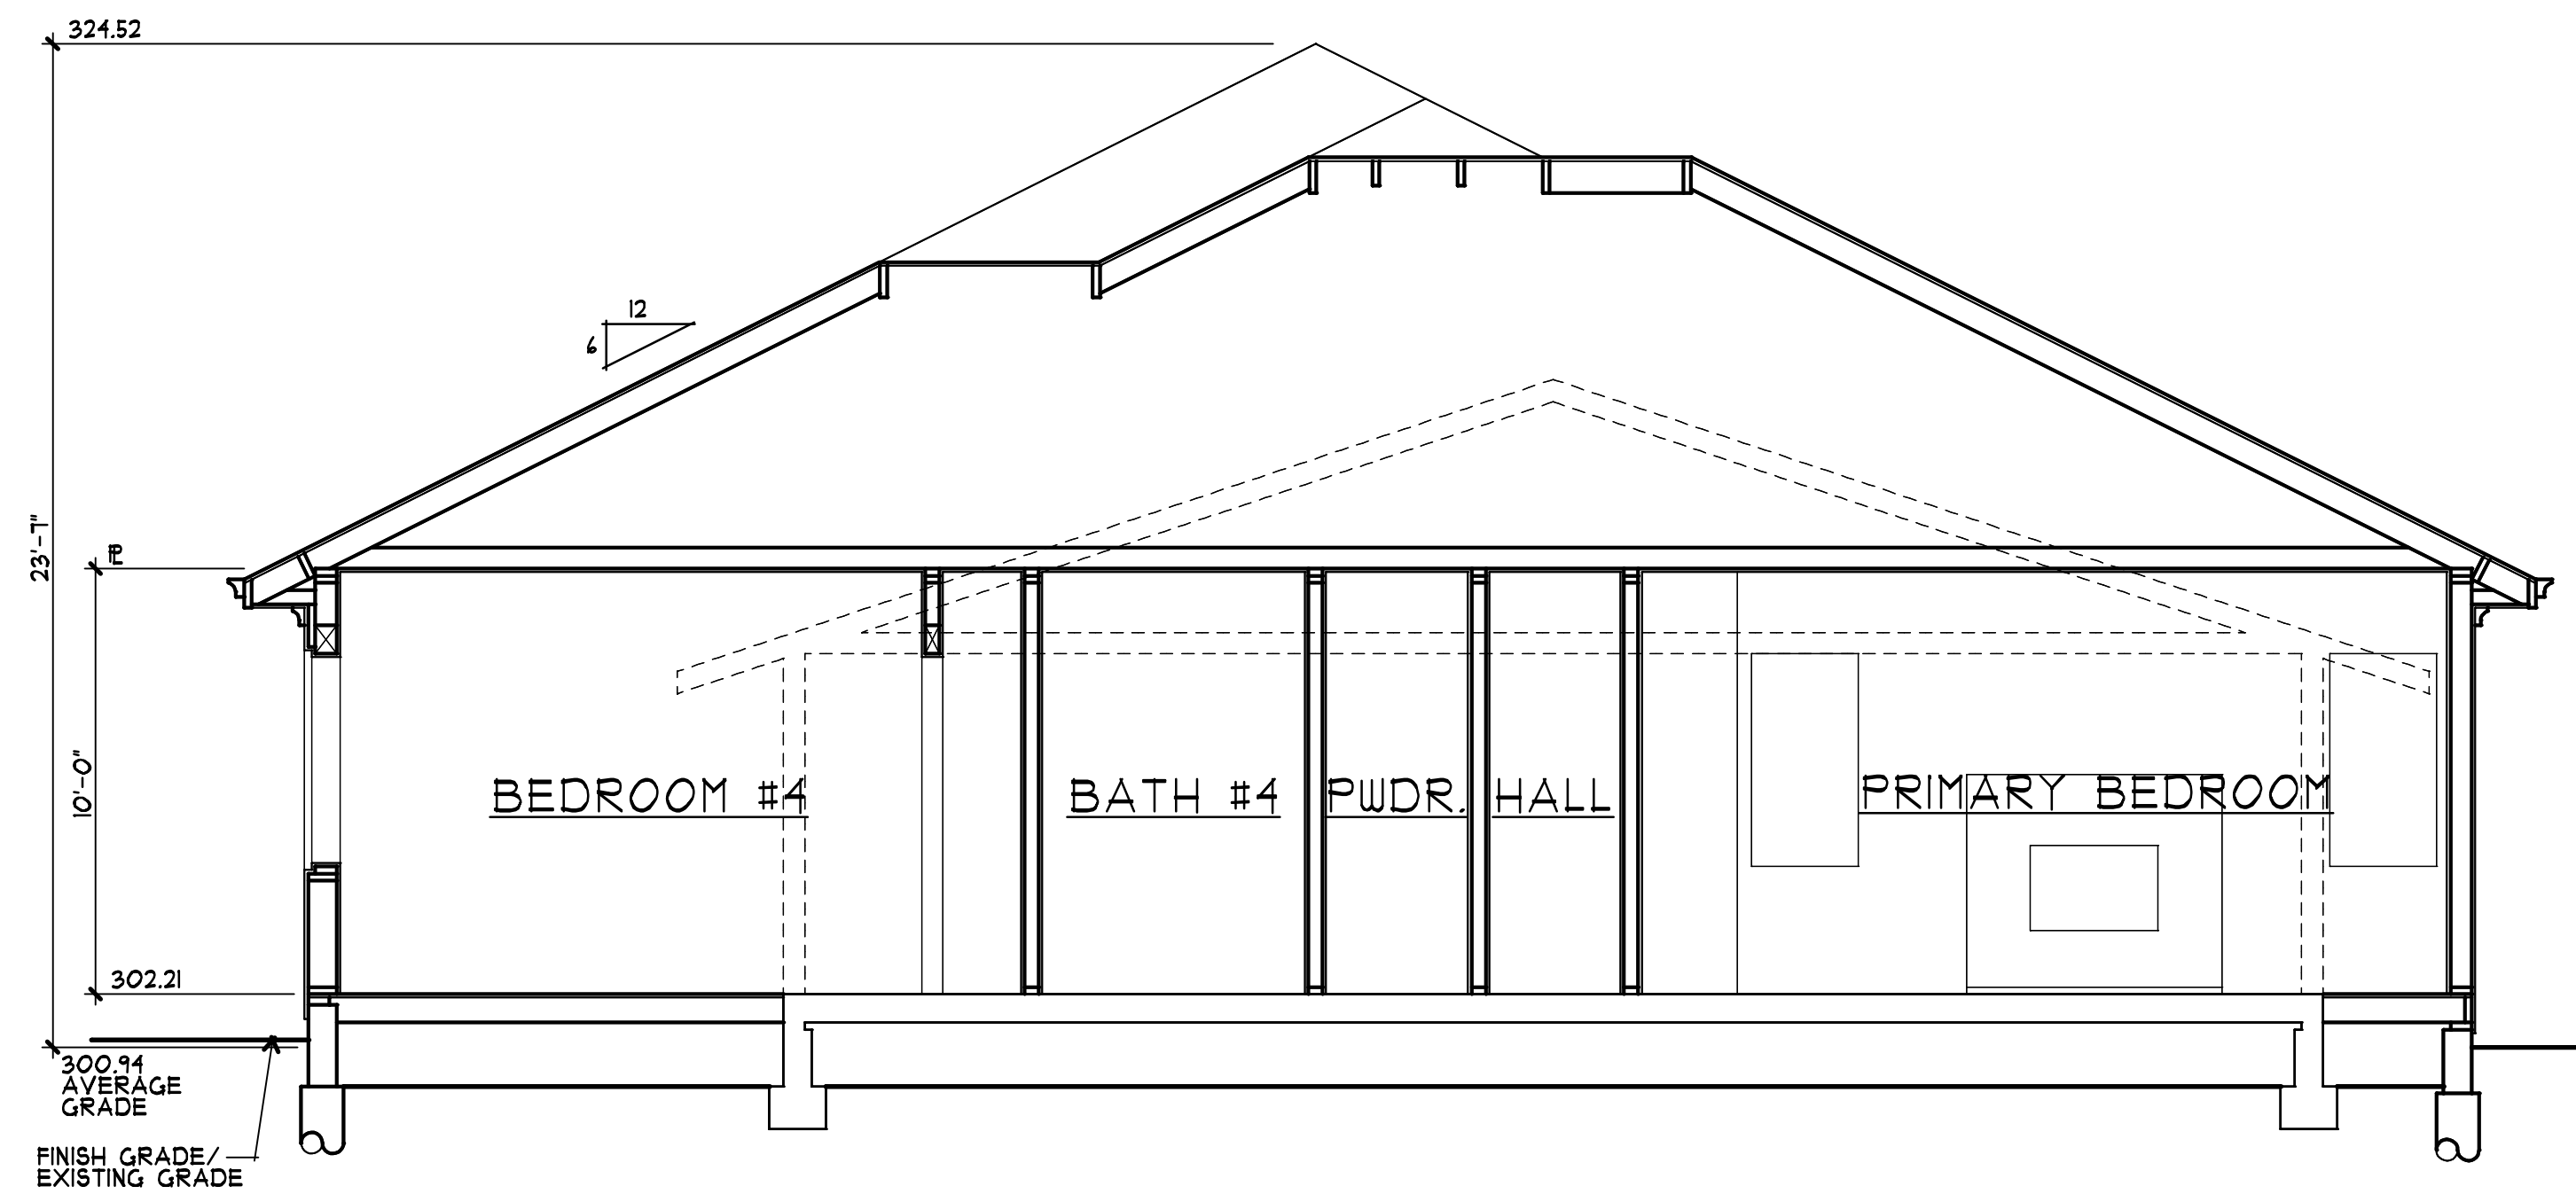 324.52
12
6
23'-7"
PL
10'-0"
BEDROOM #4
BATH #4
PWDR.
HALL
PRIMARY BEDROOM
302.21
300.94
AVERAGE
GRADE
FINISH GRADE/
EXISTING GRADE